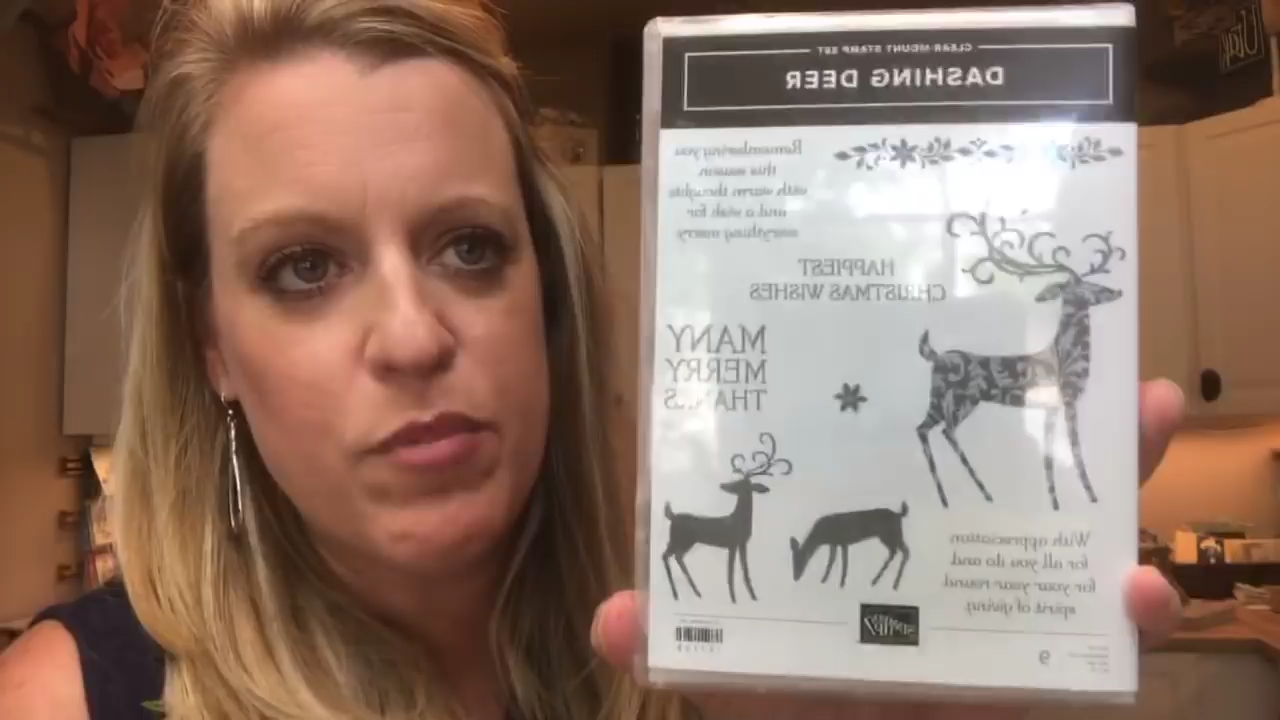 CLEAR-MOUNT STAMP SET
DASHING DEER
Remembering you
this season
with warm thoughts
and a wish for
everything merry
HAPPIEST
CHRISTMAS WISHES
MANY
MERRY
THANKS
With appreciation
for all you do and
for your year round
spirit of giving.
STAMPIN' UP!
9